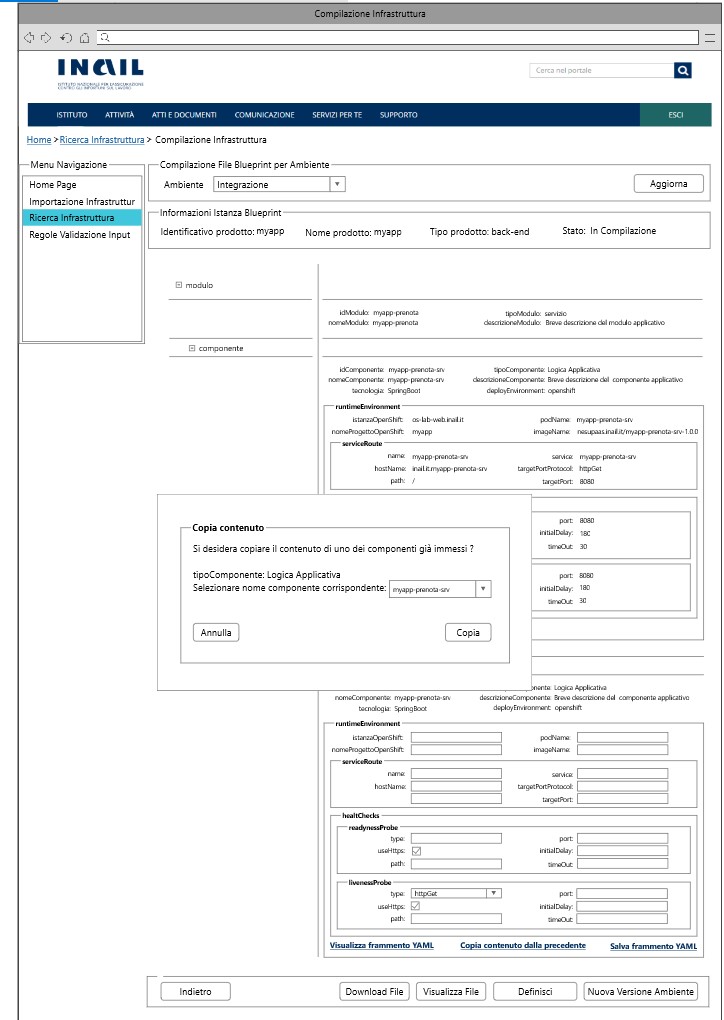 Compilazione Infrastruttura
INAIL
ISTITUTO NAZIONALE PER L'ASSICURAZIONE
CONTRO GLI INFORTUNI SUL LAVORO
Cerca nel portale
ISTITUTO ATTIVITÀ ATTI E DOCUMENTI COMUNICAZIONE SERVIZI PER TE SUPPORTO ESCI
Home > Ricerca Infrastruttura > Compilazione Infrastruttura
Menu Navigazione
Home Page
Importazione Infrastruttur
Ricerca Infrastruttura
Regole Validazione Input
Compilazione File Blueprint per Ambiente
Ambiente Integrazione Aggiorna
Informazioni Istanza Blueprint
Identificativo prodotto: myapp Nome prodotto: myapp Tipo prodotto: back-end Stato: In Compilazione
modulo
idModulo: myapp-prenota tipoModulo: servizio
nomeModulo: myapp-prenota descrizioneModulo: Breve descrizione del modulo applicativo
componente
idComponente: myapp-prenota-srv tipoComponente: Logica Applicativa
nomeComponente: myapp-prenota-srv descrizioneComponente: Breve descrizione del componente applicativo
tecnologia: SpringBoot deployEnvironment: openshift
runtimeEnvironment
istanzaOpenShift: os-lab-web.inail.it podName: myapp-prenota-srv
nomeProgettoOpenShift: myapp imageName: nesupaas.inail.it/myapp-prenota-srv-1.0.0
serviceRoute
name: myapp-prenota-srv service: myapp-prenota-srv
hostName: inail.it.myapp-prenota-srv targetPortProtocol: httpGet
path: / targetPort: 8080
port: 8080
initialDelay: 180
timeOut: 30
port: 8080
initialDelay: 180
timeOut: 30
Copia contenuto
Si desidera copiare il contenuto di uno dei componenti già immessi ?
tipoComponente: Logica Applicativa
Selezionare nome componente corrispondente: myapp-prenota-srv
Annulla Copia
onente: Logica Applicativa
nomeComponente: myapp-prenota-srv descrizioneComponente: Breve descrizione del componente applicativo
tecnologia: SpringBoot deployEnvironment: openshift
runtimeEnvironment
istanzaOpenShift: podName:
nomeProgettoOpenShift: imageName:
serviceRoute
name: service:
hostName: targetPortProtocol:
targetPort:
healtChecks
readynessProbe
type: port:
useHttps: initialDelay:
path: timeOut:
livenessProbe
type: httpGet port:
useHttps: initialDelay:
path: timeOut:
Visualizza frammento YAML Copia contenuto dalla precedente Salva frammento YAML
Indietro Download File Visualizza File Definisci Nuova Versione Ambiente